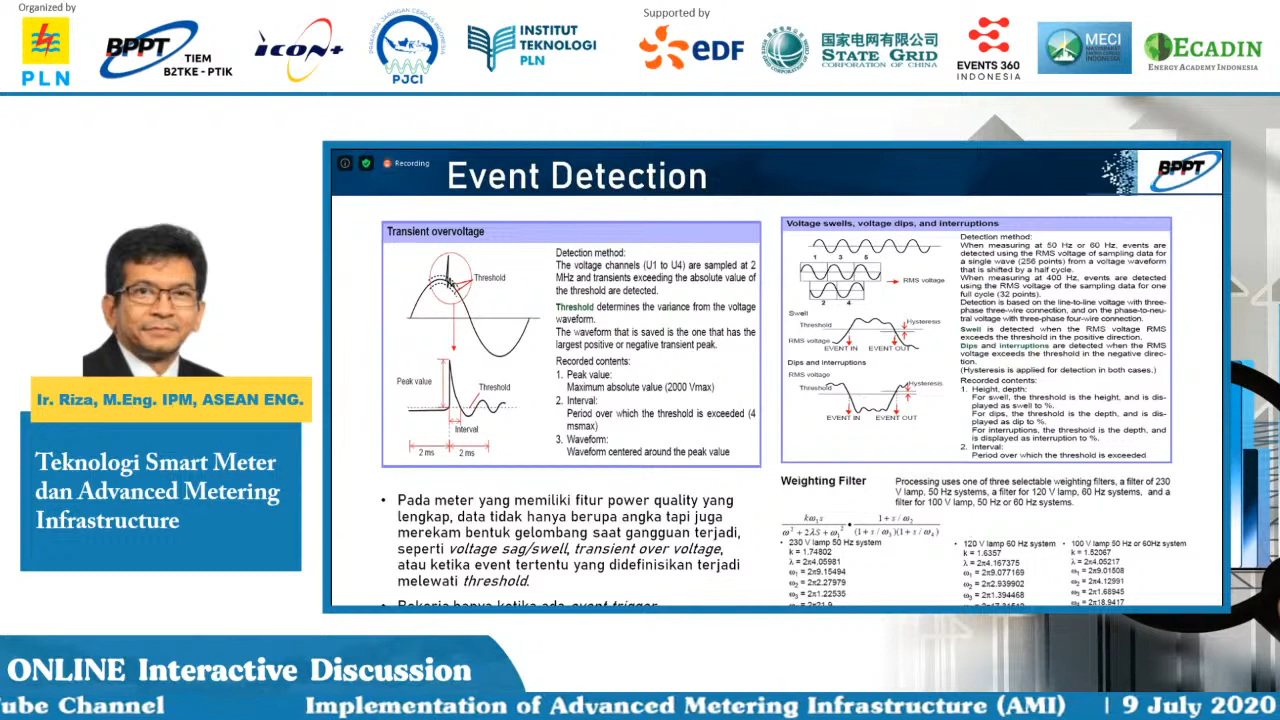 Organized by
Supported by
PLN
BPPT
TIEM
B2TKE - PTIK
icon+
PRAKARSA JARINGAN CERDAS INDONESIA
PJCI
INSTITUT
TEKNOLOGI
PLN
edf
国家电网有限公司
STATE GRID
CORPORATION OF CHINA
EVENTS 360
INDONESIA
MECI
ECADIN
ENERGY ACADEMY INDONESIA
Recording
Event Detection
BPPT
Transient overvoltage
Threshold
Peak value
Threshold
Interval
2 ms
2 ms
Detection method:
The voltage channels (U1 to U4) are sampled at 2
MHz and transients exceeding the absolute value of
the threshold are detected.
Threshold determines the variance from the voltage
waveform.
The waveform that is saved is the one that has the
largest positive or negative transient peak.
Recorded contents:
1. Peak value:
Maximum absolute value (2000 Vmax)
2. Interval:
Period over which the threshold is exceeded (4
msmax)
3. Waveform:
Waveform centered around the peak value
Voltage swells, voltage dips, and interruptions
1 3 5
RMS voltage
2 4
Swell
Threshold
Hysteresis
RMS voltage
EVENT IN EVENT OUT
Dips and interruptions
RMS voltage
Threshold
Hysteresis
EVENT IN EVENT OUT
Detection method:
When measuring at 50 Hz or 60 Hz, events are
detected using the RMS voltage of sampling data for
a single wave (256 points) from a voltage waveform
that is shifted by a half cycle.
When measuring at 400 Hz, events are detected
using the RMS voltage of the sampling data for one
full cycle (32 points).
Detection is based on the line-to-line voltage with three-
phase three-wire connection, and on the phase-to-neu-
tral voltage with three-phase four-wire connection.
Swell is detected when the RMS voltage RMS
exceeds the threshold in the positive direction.
Dips and interruptions are detected when the RMS
voltage exceeds the threshold in the negative direc-
tion.
(Hysteresis is applied for detection in both cases.)
Recorded contents:
1. Height, depth:
For swell, the threshold is the height, and is dis-
played as swell to %.
For dips, the threshold is the depth, and is dis-
played as dip to %.
For interruptions, the threshold is the depth, and
is displayed as interruption to %.
2. Interval:
Period over which the threshold is exceeded
• Pada meter yang memiliki fitur power quality yang
lengkap, data tidak hanya berupa angka tapi juga
merekam bentuk gelombang saat gangguan terjadi,
seperti voltage sag/swell, transient over voltage,
atau ketika event tertentu yang didefinisikan terjadi
melewati threshold.
• Bekerja hanya ketika ada event trigger
Weighting Filter
Processing uses one of three selectable weighting filters, a filter of 230
V lamp, 50 Hz systems, a filter for 120 V lamp, 60 Hz systems, and a
filter for 100 V lamp, 50 Hz or 60 Hz systems.
kω₁s / ω² + 2λS + ω₁² • 1 + s / ω₂ / (1 + s / ω₃)(1 + s / ω₄)
• 230 V lamp 50 Hz system
k = 1.74802
λ = 2π4.05981
ω₁ = 2π9.15494
ω₂ = 2π2.27979
ω₃ = 2π1.22535
ω₄ = 2π21.9
• 120 V lamp 60 Hz system
k = 1.6357
λ = 2π4.167375
ω₁ = 2π9.077169
ω₂ = 2π2.939902
ω₃ = 2π1.394468
• 100 V lamp 50 Hz or 60Hz system
k = 1.52067
λ = 2π4.05217
ω₁ = 2π9.01508
ω₂ = 2π4.12991
ω₃ = 2π1.68945
ω₄ = 2π18.9417
Ir. Riza, M.Eng. IPM, ASEAN ENG.
Teknologi Smart Meter
dan Advanced Metering
Infrastructure
ONLINE Interactive Discussion
Tube Channel Implementation of Advanced Metering Infrastructure (AMI) | 9 July 2020